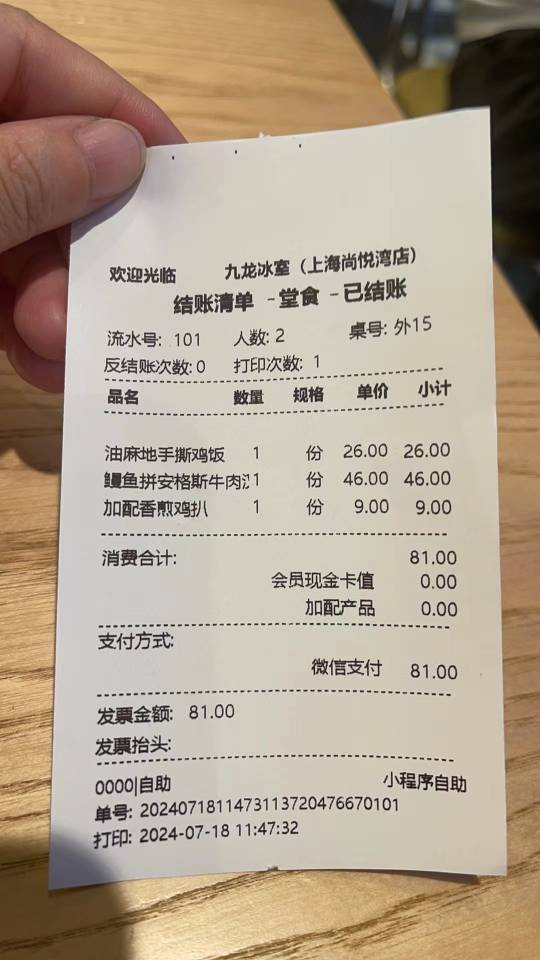 欢迎光临 九龙冰室（上海尚悦湾店）
结账清单 -堂食 -已结账
流水号: 101 人数: 2 桌号: 外15
反结账次数: 0 打印次数: 1
品名 数量 规格 单价 小计
油麻地手撕鸡饭 1 份 26.00 26.00
鳗鱼拼安格斯牛肉 1 份 46.00 46.00
加配香煎鸡扒 1 份 9.00 9.00
消费合计: 81.00
会员现金卡值 0.00
加配产品 0.00
支付方式:
微信支付 81.00
发票金额: 81.00
发票抬头:
0000|自助 小程序自助
单号: 2024071811473113720476670101
打印: 2024-07-18 11:47:32